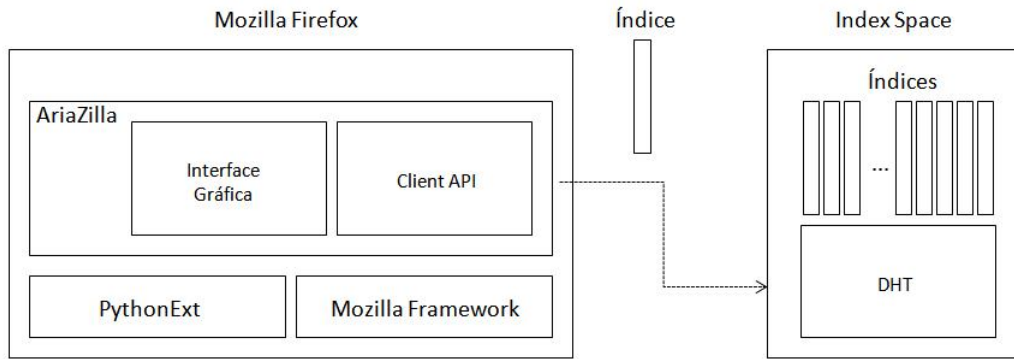 Mozilla Firefox
Índice
Index Space
AriaZilla
Interface
Gráfica
Client API
Índices
...
DHT
PythonExt
Mozilla Framework